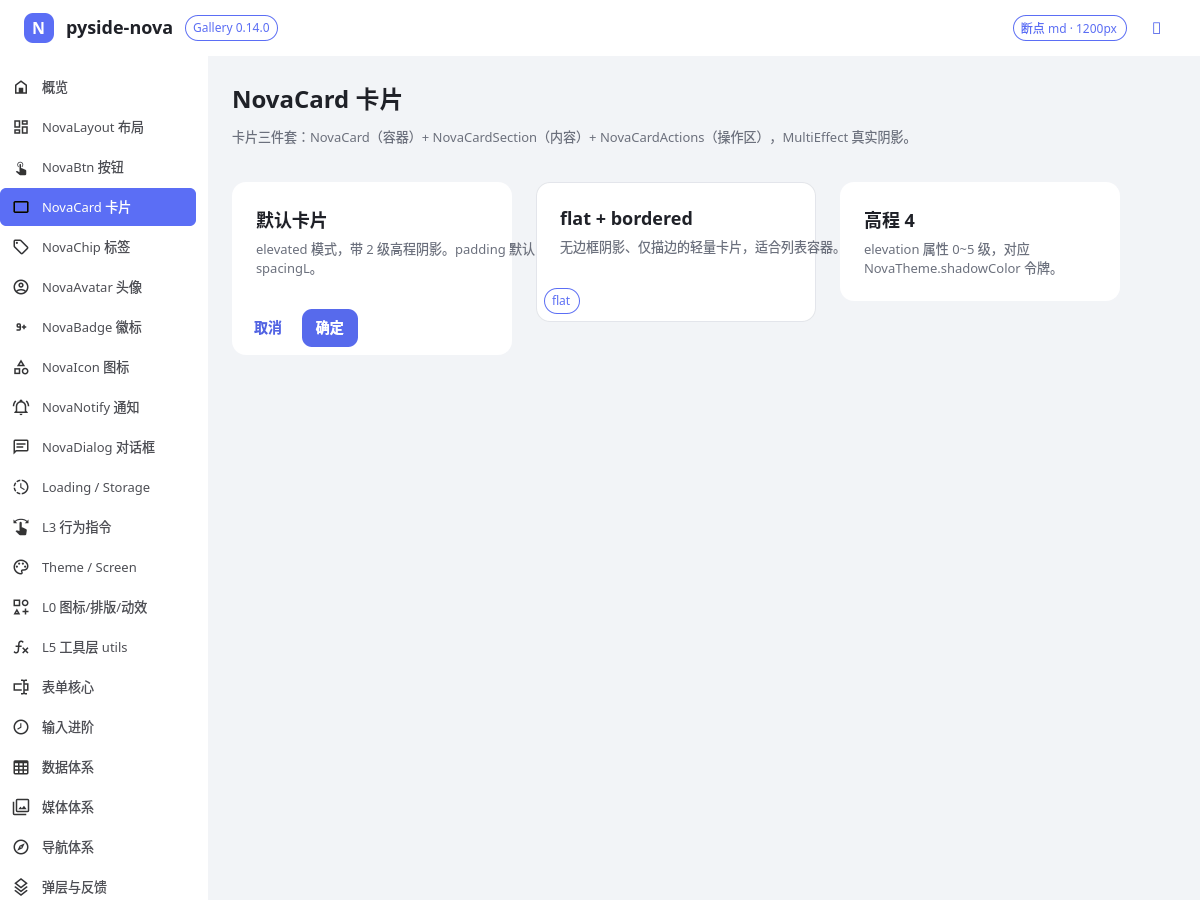 N pyside-nova Gallery 0.14.0 断点 md · 1200px
概览
NovaLayout 布局
NovaBtn 按钮
NovaCard 卡片
NovaChip 标签
NovaAvatar 头像
9+ NovaBadge 徽标
NovaIcon 图标
NovaNotify 通知
NovaDialog 对话框
Loading / Storage
L3 行为指令
Theme / Screen
L0 图标/排版/动效
L5 工具层 utils
表单核心
输入进阶
数据体系
媒体体系
导航体系
弹层与反馈
NovaCard 卡片
卡片三件套：NovaCard（容器）+ NovaCardSection（内容）+ NovaCardActions（操作区），MultiEffect 真实阴影。
默认卡片
elevated 模式，带 2 级高程阴影。padding 默认
spacingL。
取消 确定
flat + bordered
无边框阴影、仅描边的轻量卡片，适合列表容器。
flat
高程 4
elevation 属性 0~5 级，对应
NovaTheme.shadowColor 令牌。